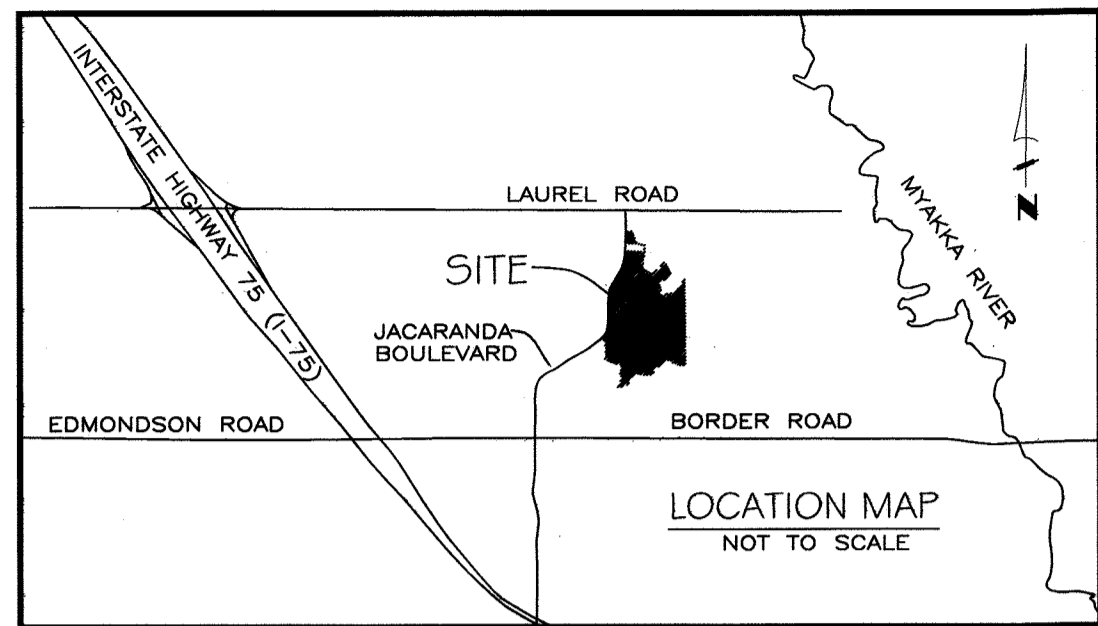 INTERSTATE HIGHWAY 75 (I-75)
LAUREL ROAD
MYAKKA RIVER
N
SITE
JACARANDA
BOULEVARD
EDMONDSON ROAD
BORDER ROAD
LOCATION MAP
NOT TO SCALE